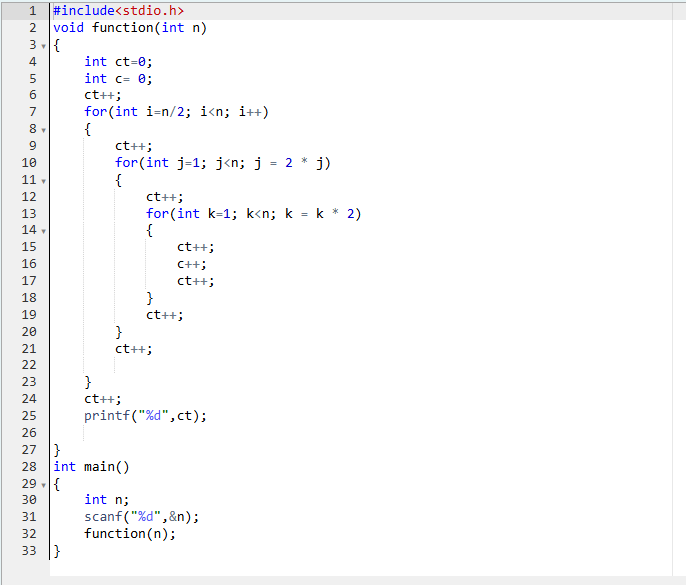 1 #include<stdio.h>
2 void function(int n)
3 {
4     int ct=0;
5     int c= 0;
6     ct++;
7     for(int i=n/2; i<n; i++)
8     {
9         ct++;
10         for(int j=1; j<n; j = 2 * j)
11         {
12             ct++;
13             for(int k=1; k<n; k = k * 2)
14             {
15                 ct++;
16                 c++;
17                 ct++;
18             }
19             ct++;
20         }
21         ct++;
22
23     }
24     ct++;
25     printf("%d",ct);
26
27 }
28 int main()
29 {
30     int n;
31     scanf("%d",&n);
32     function(n);
33 }